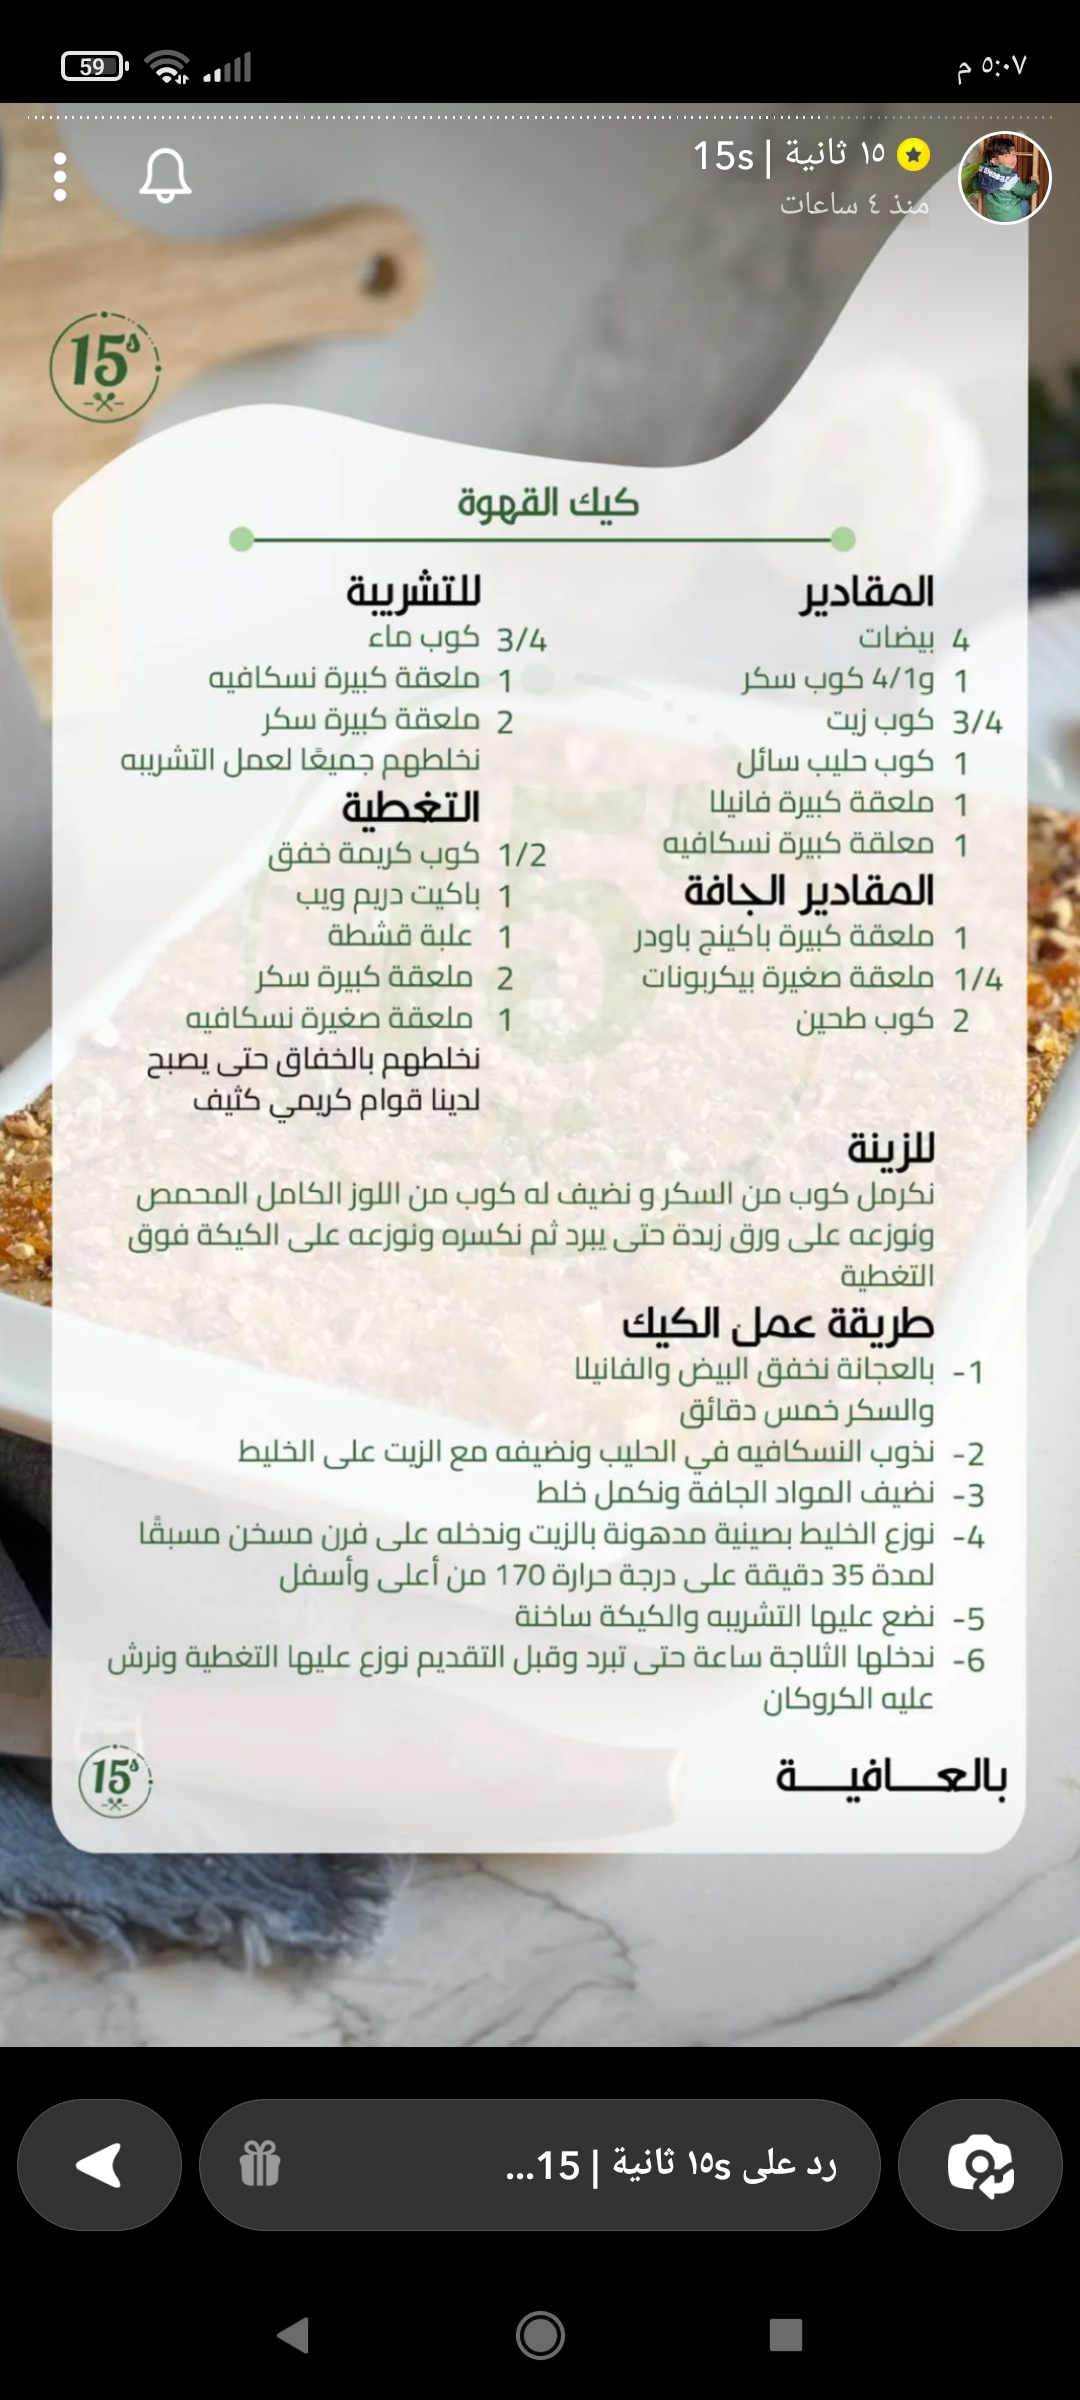 59
٥:٠٧ م
١٥ ثانية | 15s
منذ ٤ ساعات
15s
كيك القهوة
المقادير
4 بيضات
1 و4/1 كوب سكر
3/4 كوب زيت
1 كوب حليب سائل
1 ملعقة كبيرة فانيلا
1 معلقة كبيرة نسكافيه
المقادير الجافة
1 ملعقة كبيرة باكينج باودر
1/4 ملعقة صغيرة بيكربونات
2 كوب طحين
للتشريبة
3/4 كوب ماء
1 ملعقة كبيرة نسكافيه
2 ملعقة كبيرة سكر
نخلطهم جميعًا لعمل التشريبه
التغطية
1/2 كوب كريمة خفق
1 باكيت دريم ويب
1 علبة قشطة
2 ملعقة كبيرة سكر
1 ملعقة صغيرة نسكافيه
نخلطهم بالخفاق حتى يصبح
لدينا قوام كريمي كثيف
للزينة
نكرمل كوب من السكر و نضيف له كوب من اللوز الكامل المحمص
ونوزعه على ورق زبدة حتى يبرد ثم نكسره ونوزعه على الكيكة فوق
التغطية
طريقة عمل الكيك
1- بالعجانة نخفق البيض والفانيلا
والسكر خمس دقائق
2- نذوب النسكافيه في الحليب ونضيفه مع الزيت على الخليط
3- نضيف المواد الجافة ونكمل خلط
4- نوزع الخليط بصينية مدهونة بالزيت وندخله على فرن مسخن مسبقًا
لمدة 35 دقيقة على درجة حرارة 170 من أعلى وأسفل
5- نضع عليها التشريبه والكيكة ساخنة
6- ندخلها الثلاجة ساعة حتى تبرد وقبل التقديم نوزع عليها التغطية ونرش
عليه الكروكان
بالعـــافيـــة
15s
رد على ١٥s ثانية | 15...